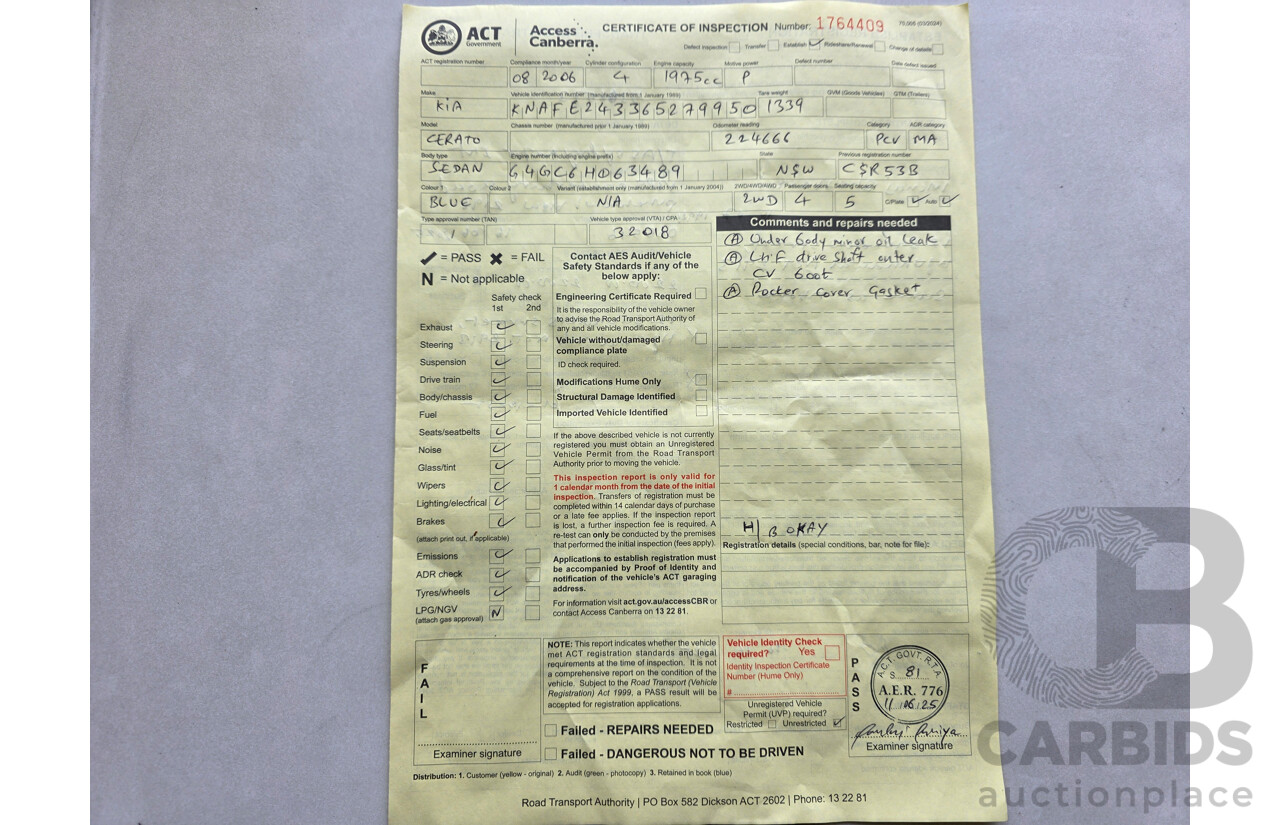 ACT Government
Access Canberra.
CERTIFICATE OF INSPECTION Number: 1764409
Defect inspection Transfer Establish Rideshare/Renewal Change of details
ACT registration number Compliance month/year Cylinder configuration Engine capacity Motive power Defect number Date defect issued
08 2006 4 1975cc P
Make Vehicle identification number (manufactured from 1 January 1989) Tare weight GVM (Goods Vehicles) GTM (Trailers)
KIA KNAFE243365279950 1339
Model Chassis number (manufactured prior 1 January 1989) Odometer reading Category ADR category
CERATO 224666 PCV MA
Body type Engine number (including engine prefix) State Previous registration number
SEDAN G4GC6H063489 NSW CSR53B
Colour 1 Colour 2 Variant (establishment only (manufactured from 1 January 2004)) 2WD/4WD/AWD Passenger doors Seating capacity
BLUE N/A 2WD 4 5 C/Plate Auto
Type approval number (TAN) Vehicle type approval (VTA) / CPA
32018
= PASS = FAIL
N = Not applicable
Safety check
1st 2nd
Exhaust
Steering
Suspension
Drive train
Body/chassis
Fuel
Seats/seatbelts
Noise
Glass/tint
Wipers
Lighting/electrical
Brakes
(attach print out, if applicable)
Emissions
ADR check
Tyres/wheels
LPG/NGV N
(attach gas approval)
Contact AES Audit/Vehicle
Safety Standards if any of the
below apply:
Engineering Certificate Required
It is the responsibility of the vehicle owner
to advise the Road Transport Authority of
any and all vehicle modifications.
Vehicle without/damaged
compliance plate
ID check required.
Modifications Hume Only
Structural Damage Identified
Imported Vehicle Identified
If the above described vehicle is not currently
registered you must obtain an Unregistered
Vehicle Permit from the Road Transport
Authority prior to moving the vehicle.
This inspection report is only valid for
1 calendar month from the date of the initial
inspection. Transfers of registration must be
completed within 14 calendar days of purchase
or a late fee applies. If the inspection report
is lost, a further inspection fee is required. A
re-test can only be conducted by the premises
that performed the initial inspection (fees apply).
Applications to establish registration must
be accompanied by Proof of Identity and
notification of the vehicle's ACT garaging
address.
For information visit act.gov.au/accessCBR or
contact Access Canberra on 13 22 81.
Comments and repairs needed
(A) Under body minor oil leak
(A) LHF drive shaft outer
CV boot
(A) Rocker cover gasket
H/ B OKAY
Registration details (special conditions, bar, note for file):
FAIL
Examiner signature
NOTE: This report indicates whether the vehicle
met ACT registration standards and legal
requirements at the time of inspection. It is not
a comprehensive report on the condition of the
vehicle. Subject to the Road Transport (Vehicle
Registration) Act 1999, a PASS result will be
accepted for registration applications.
Failed - REPAIRS NEEDED
Failed - DANGEROUS NOT TO BE DRIVEN
Vehicle Identity Check
required? Yes
Identity Inspection Certificate
Number (Hume Only)
#
Unregistered Vehicle
Permit (UVP) required?
Restricted Unrestricted
PASS
A.C.T. GOVT. R.T.A.
S 81
A.E.R. 776
11 06 25
Examiner signature
Distribution: 1. Customer (yellow - original) 2. Audit (green - photocopy) 3. Retained in book (blue)
Road Transport Authority | PO Box 582 Dickson ACT 2602 | Phone: 13 22 81
CARBIDS
auctionplace